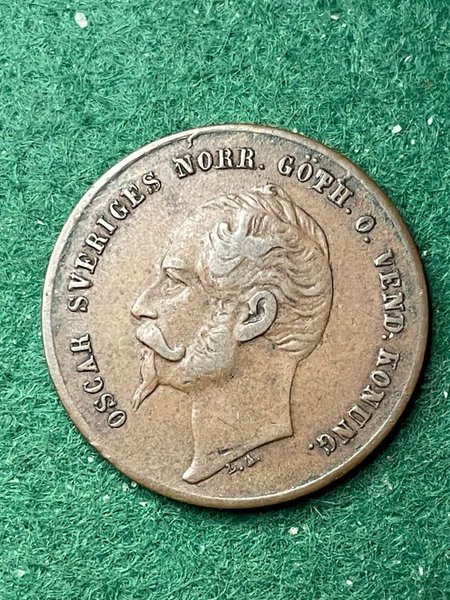 OSCAR SVERIGES NORR. GÖTH. O. VEND. KONUNG.
L.A.